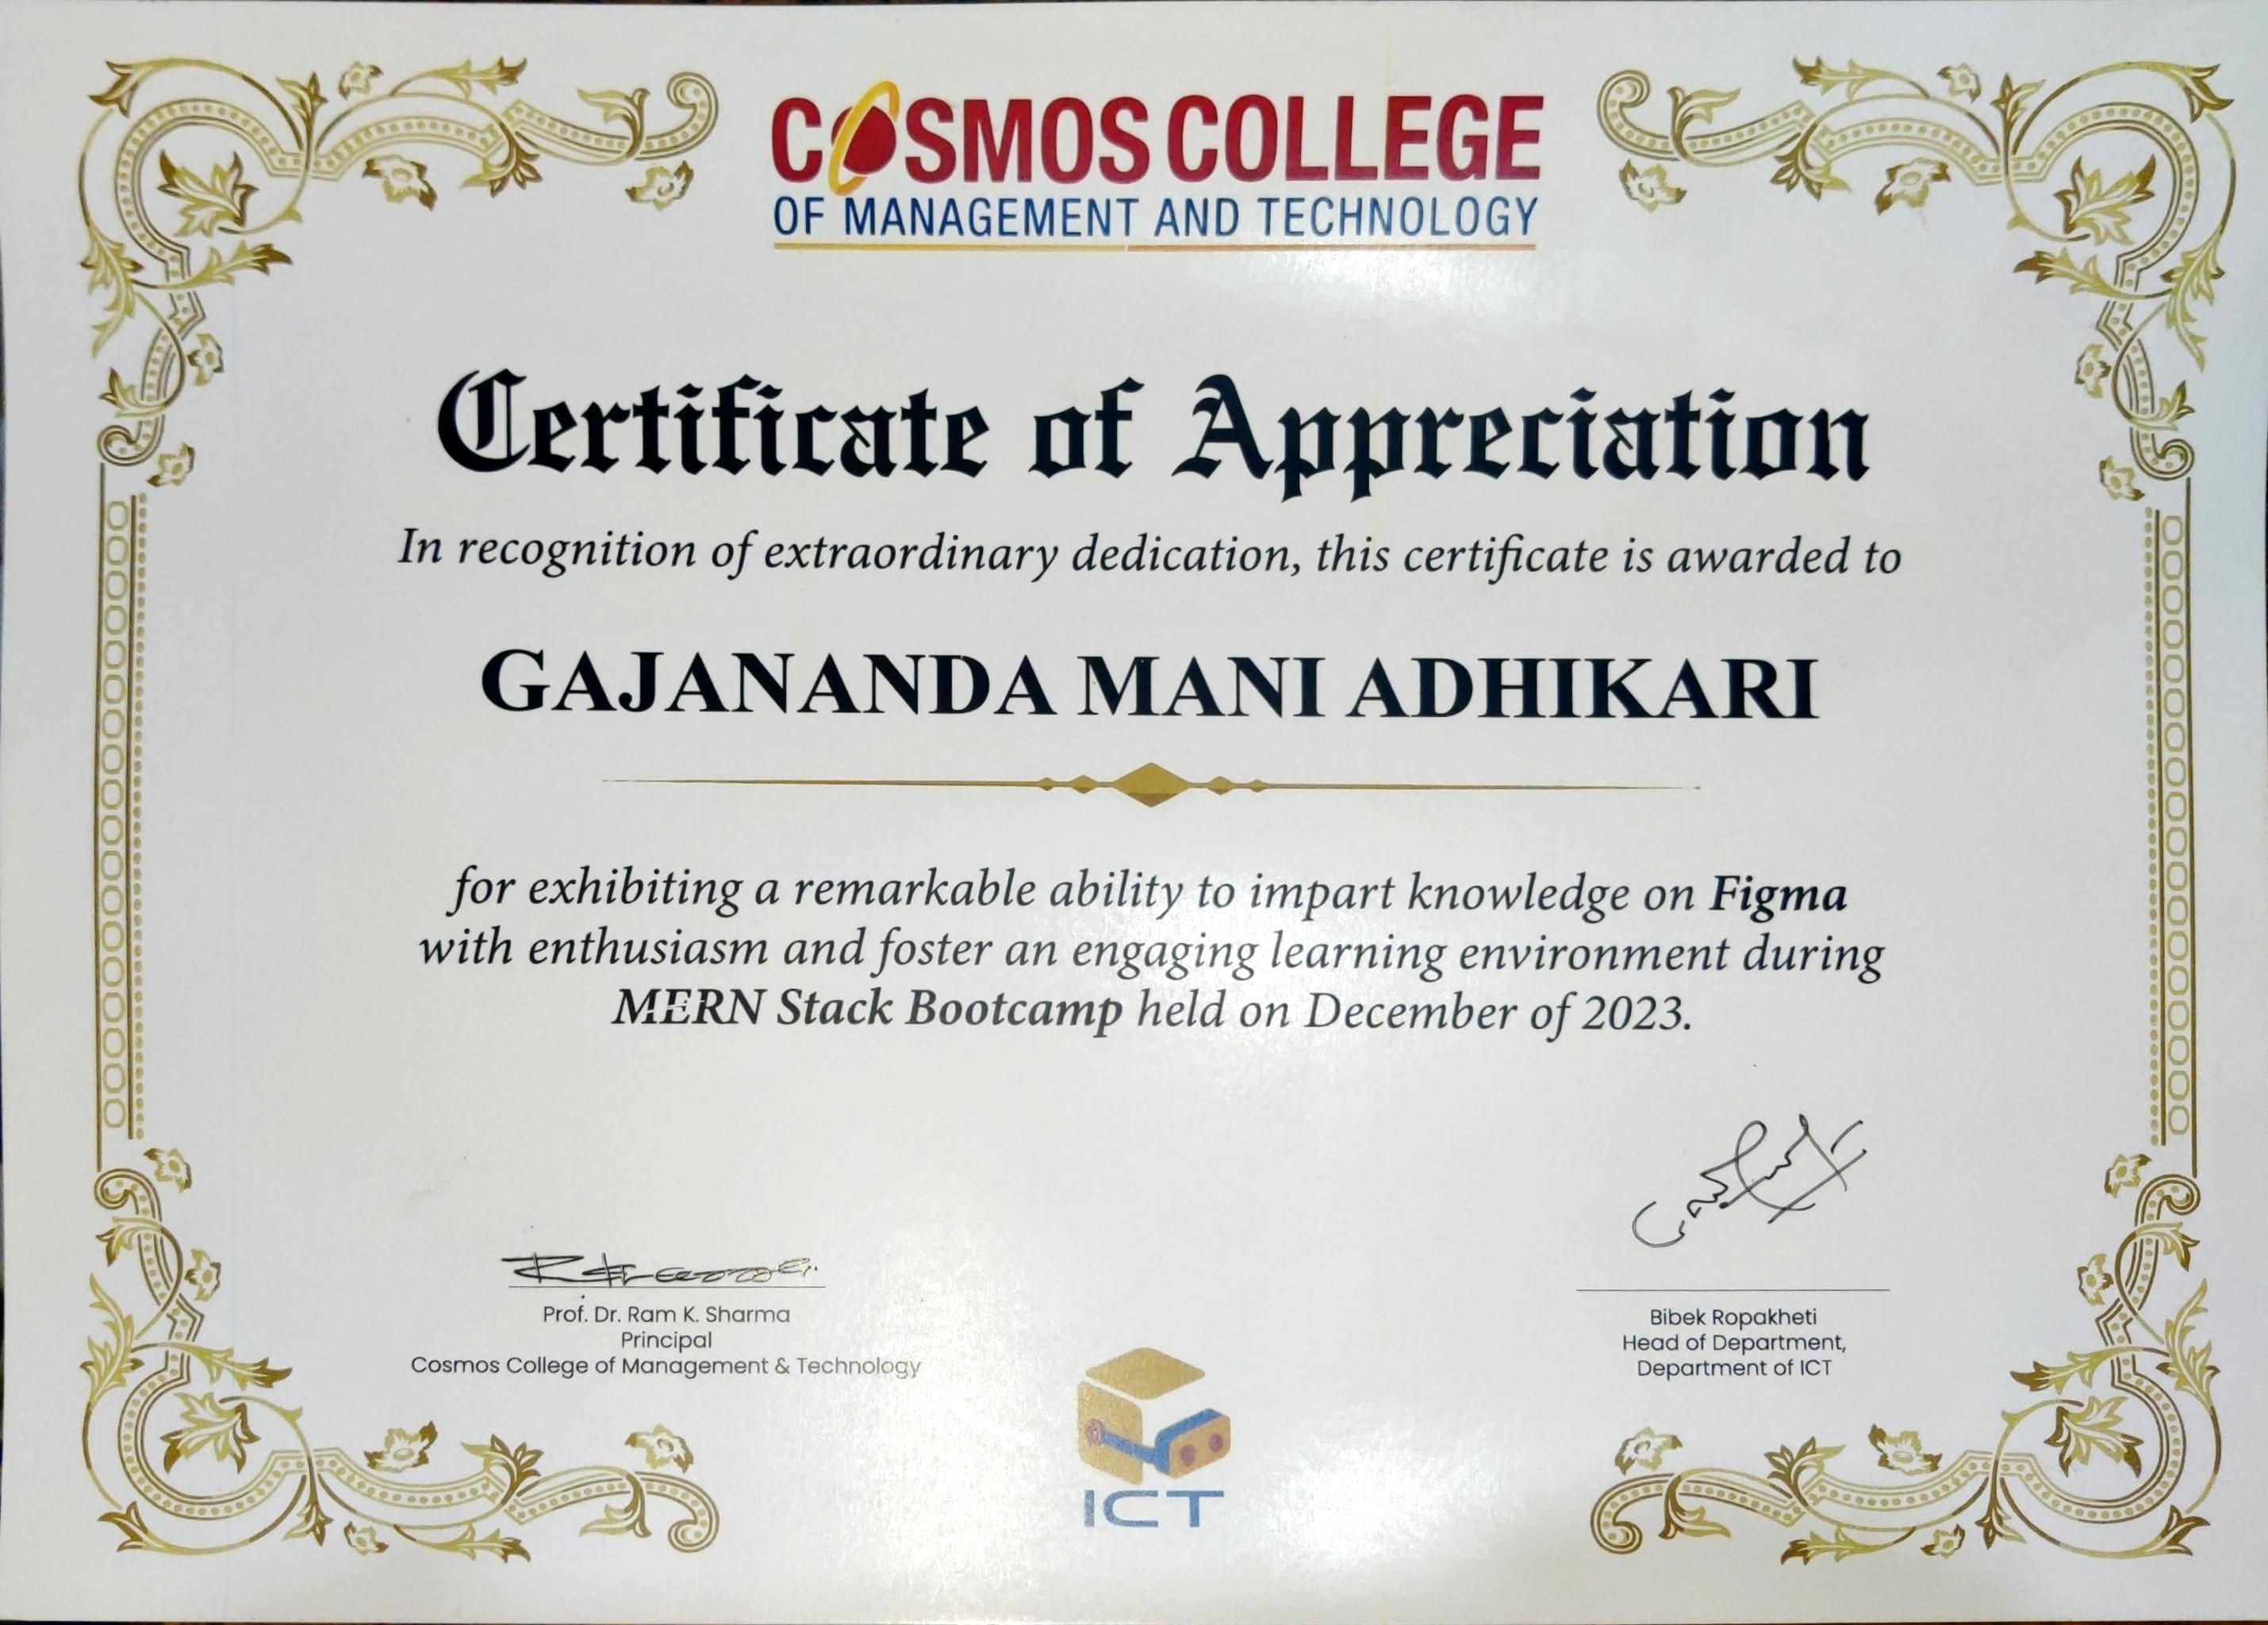 COSMOS COLLEGE
OF MANAGEMENT AND TECHNOLOGY
Certificate of Appreciation
In recognition of extraordinary dedication, this certificate is awarded to
GAJANANDA MANI ADHIKARI
for exhibiting a remarkable ability to impart knowledge on Figma
with enthusiasm and foster an engaging learning environment during
MERN Stack Bootcamp held on December of 2023.
Prof. Dr. Ram K. Sharma
Principal
Cosmos College of Management & Technology
Bibek Ropakheti
Head of Department,
Department of ICT
ICT